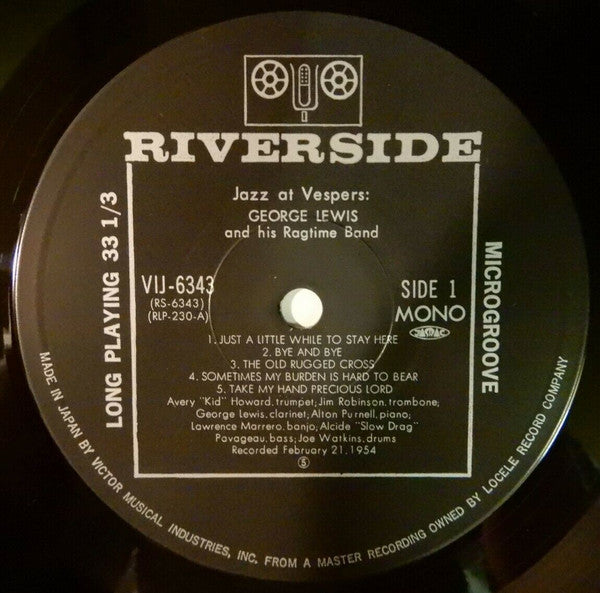 RIVERSIDE
Jazz at Vespers:
GEORGE LEWIS
and his Ragtime Band
LONG PLAYING 33 1/3
MICROGROOVE
VIJ-6343
(RS-6343)
(RLP-230-A)
SIDE 1
MONO
JASRAC
1. JUST A LITTLE WHILE TO STAY HERE
2. BYE AND BYE
3. THE OLD RUGGED CROSS
4. SOMETIMES MY BURDEN IS HARD TO BEAR
5. TAKE MY HAND PRECIOUS LORD
Avery "Kid" Howard, trumpet; Jim Robinson, trombone;
George Lewis, clarinet; Alton Purnell, piano;
Lawrence Marrero, banjo; Alcide "Slow Drag"
Pavageau, bass; Joe Watkins, drums
Recorded February 21, 1954
S
MADE IN JAPAN BY VICTOR MUSICAL INDUSTRIES, INC. FROM A MASTER RECORDING OWNED BY LOCELE RECORD COMPANY